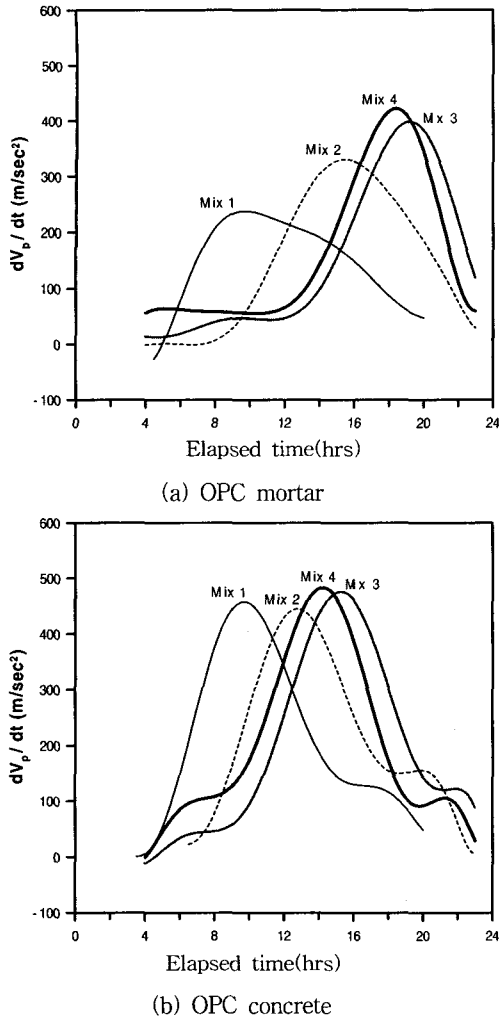 600
500
400
300
200
100
0
-100
dVp/ dt (m/sec²)
Mix 1
Mix 2
Mix 4
Mx 3
0 4 8 12 16 20 24
Elapsed time(hrs)
(a) OPC mortar
600
500
400
300
200
100
0
-100
dVp/ dt (m/sec²)
Mix 1
Mix 2
Mix 4
Mx 3
0 4 8 12 16 20 24
Elapsed time(hrs)
(b) OPC concrete